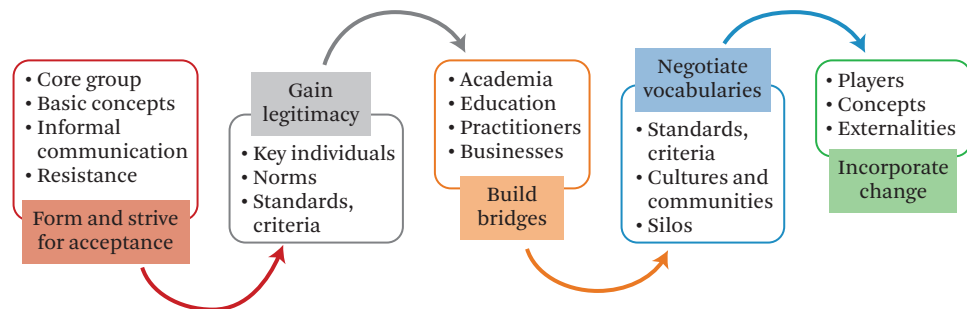 • Core group
• Basic concepts
• Informal
communication
• Resistance
Form and strive
for acceptance
Gain
legitimacy
• Key individuals
• Norms
• Standards,
criteria
• Academia
• Education
• Practitioners
• Businesses
Build
bridges
Negotiate
vocabularies
• Standards,
criteria
• Cultures and
communities
• Silos
• Players
• Concepts
• Externalities
Incorporate
change